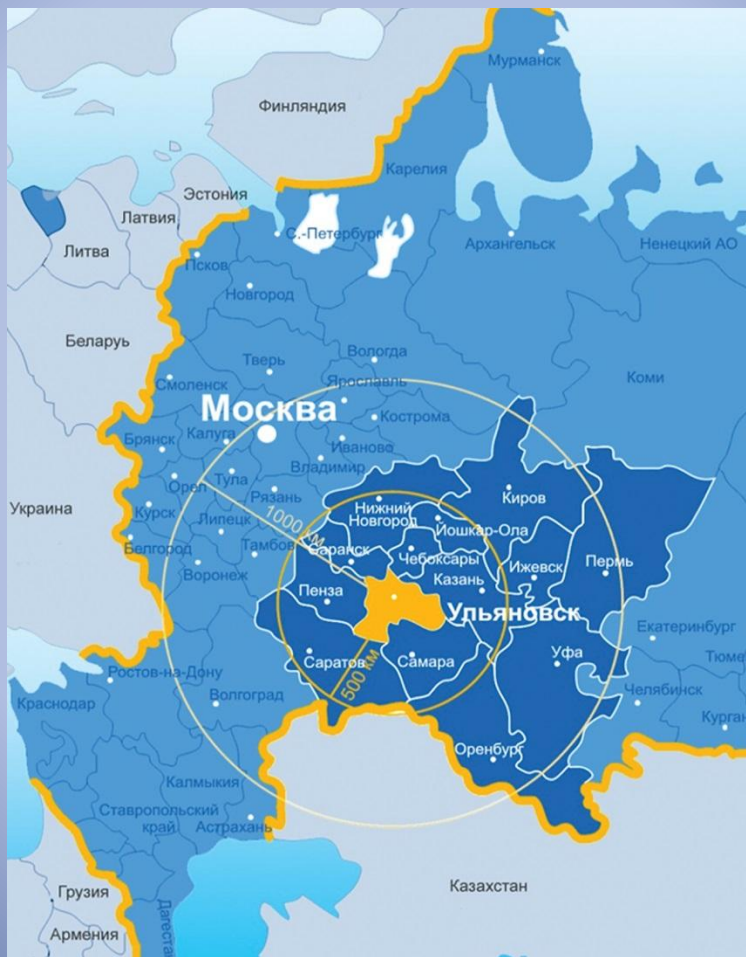 Мурманск
Финляндия
Карелия
Эстония
Латвия
С.-Петербург
Архангельск
Ненецкий АО
Литва
Псков
Новгород
Беларуь
Вологда
Тверь
Коми
Смоленск
Ярославль
Москва
Кострома
Брянск
Калуга
Иваново
Владимир
Тула
Орел
Рязань
Киров
Нижний
Новгород
Украина
Курск
1000 км
Липецк
Йошкар-Ола
Белгород
Тамбов
Саранск
Чебоксары
Ижевск
Пермь
Воронеж
Казань
Пенза
Ульяновск
Екатеринбург
Уфа
Саратов
Самара
Тюме
Ростов-на-Дону
500 км
Волгоград
Челябинск
Краснодар
Курган
Оренбург
Калмыкия
Ставропольский
край
Астрахань
Грузия
Казахстан
Дагестан
Армения